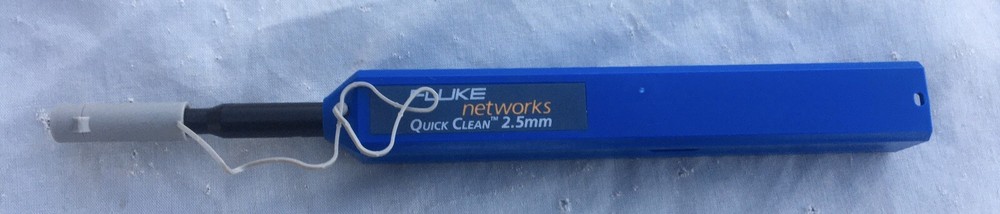 FLUKE
networks
QUICK CLEAN™ 2.5mm